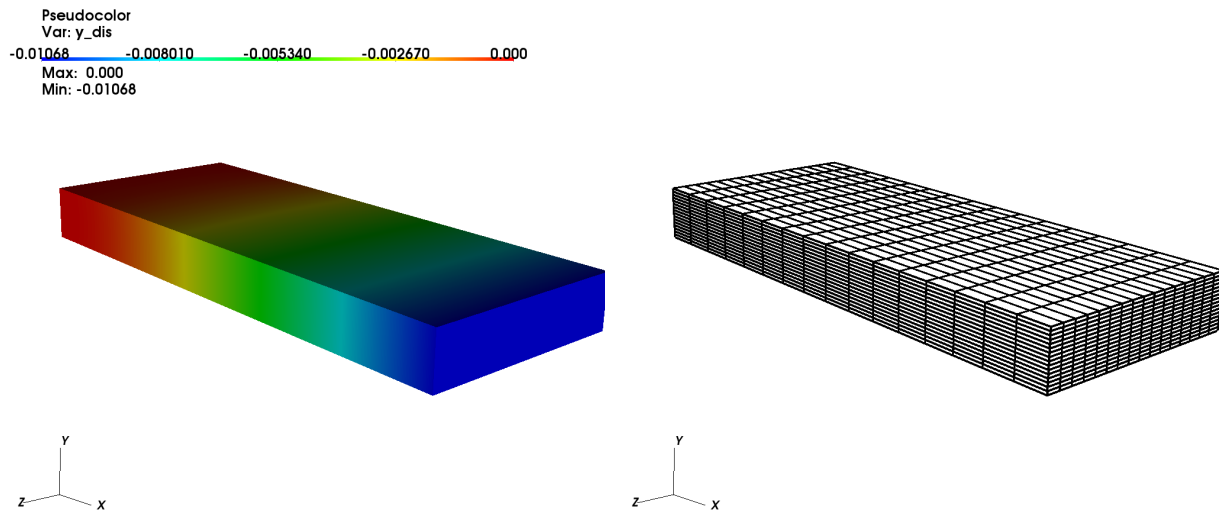 Pseudocolor
Var: y_dis
-0.01068 -0.008010 -0.005340 -0.002670 0.000
Max: 0.000
Min: -0.01068
Y
Z
X
Y
Z
X